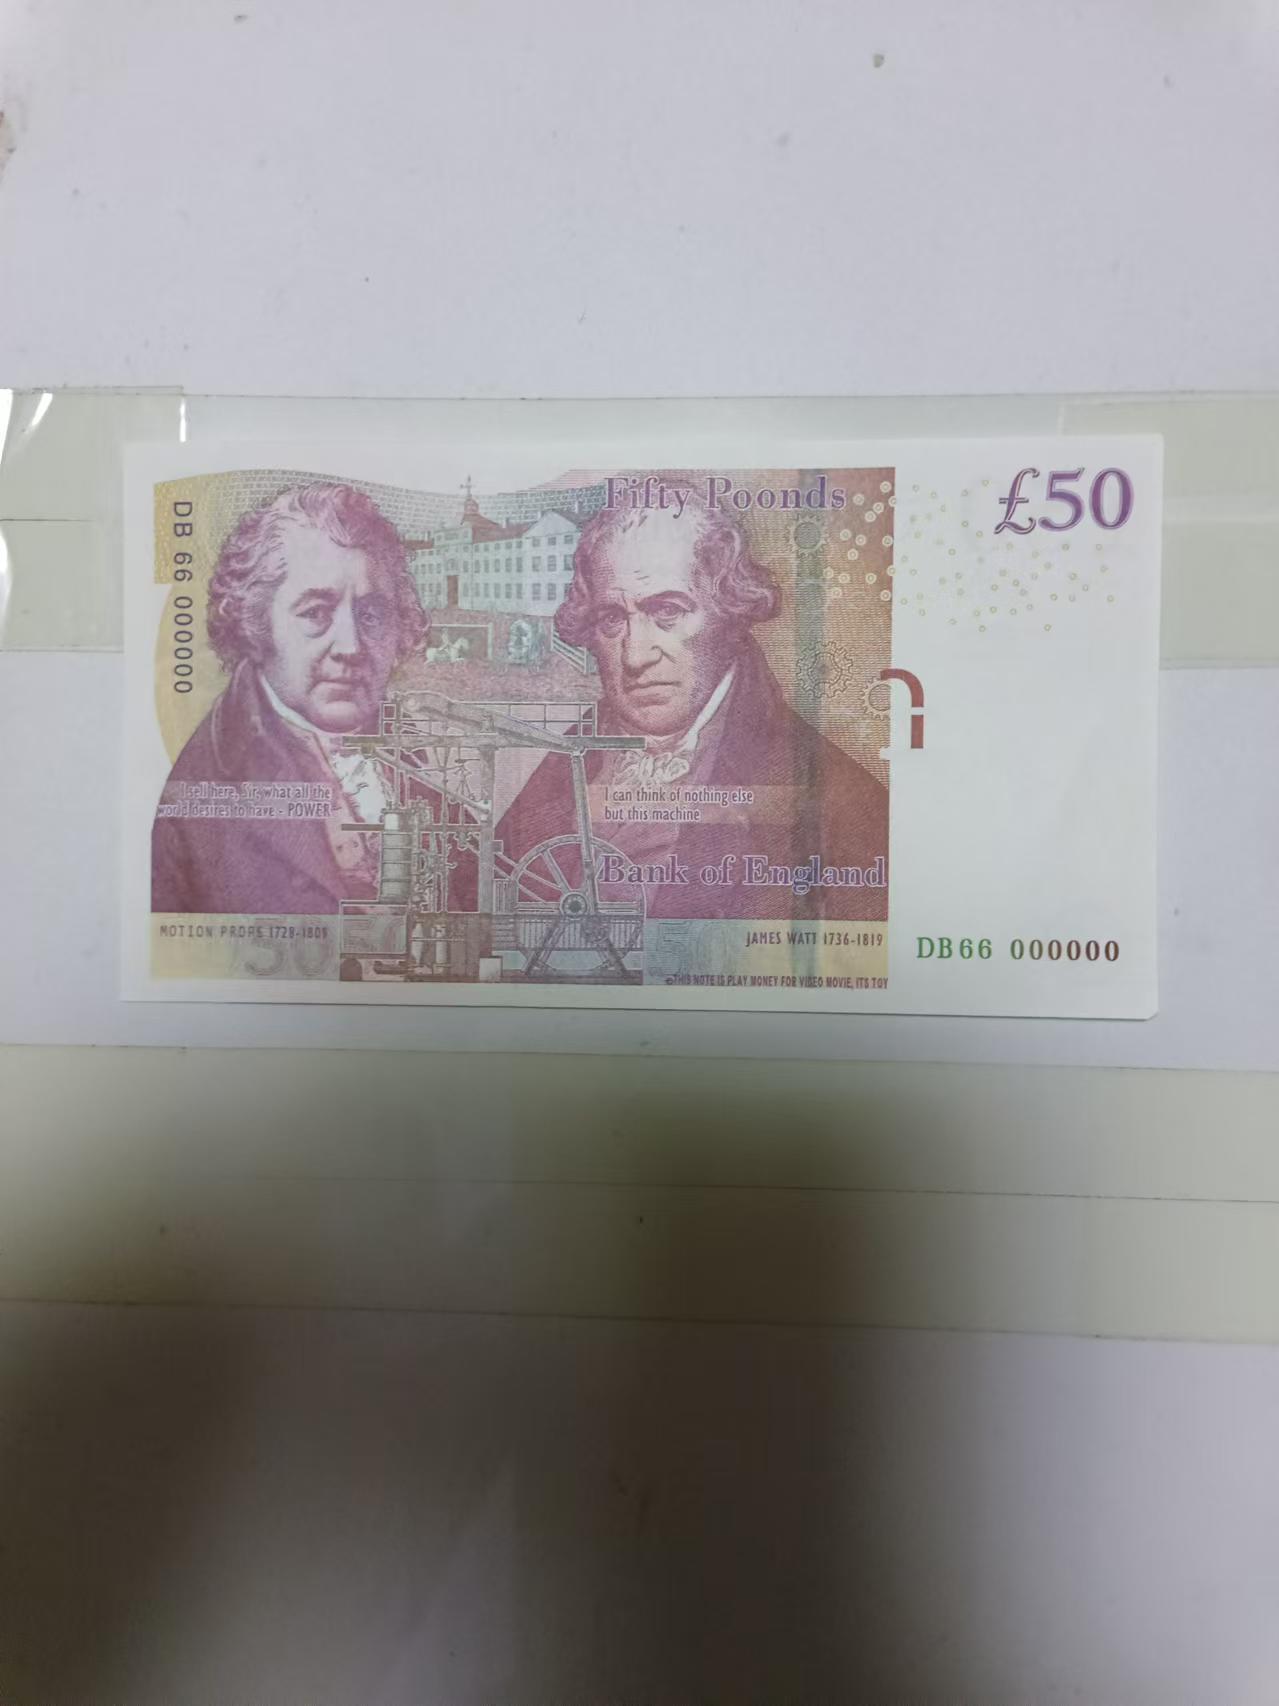 Fifty Poonds
£50
DB 66 000000
I sell here, Sir, what all the
world desires to have - POWER
I can think of nothing else
but this machine
Bank of England
MOTION PROPS 1728-1809
50
50
JAMES WATT 1736-1819
DB66 000000
THIS NOTE IS PLAY MONEY FOR VIDEO MOVIE, ITS TOY